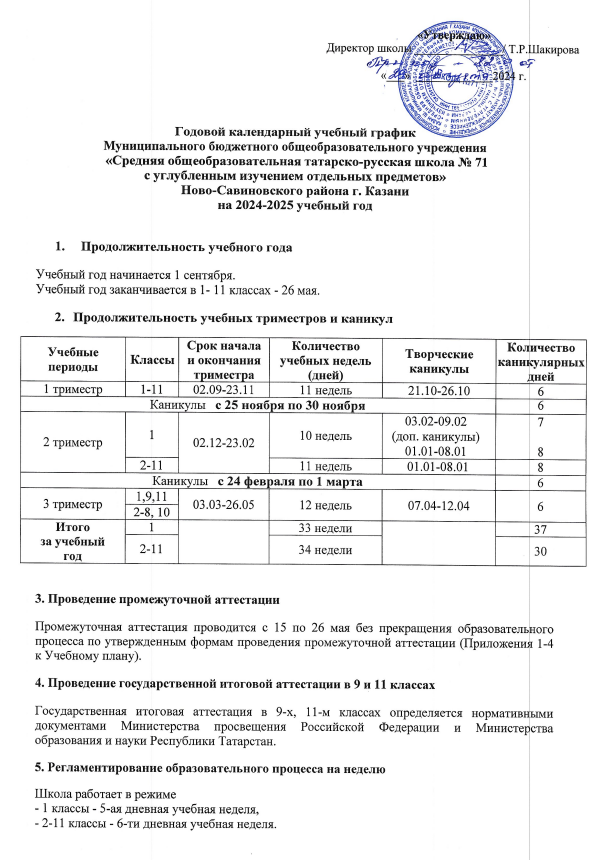 «Утверждаю»
Директор школы / Т.Р.Шакирова
2024 г.
Годовой календарный учебный график
Муниципального бюджетного общеобразовательного учреждения
«Средняя общеобразовательная татарско-русская школа № 71
с углубленным изучением отдельных предметов»
Ново-Савиновского района г. Казани
на 2024-2025 учебный год
1. Продолжительность учебного года
Учебный год начинается 1 сентября.
Учебный год заканчивается в 1- 11 классах - 26 мая.
2. Продолжительность учебных триместров и каникул
Учебные периоды Классы Срок начала и окончания триместра Количество учебных недель (дней) Творческие каникулы Количество каникулярных дней
1 триместр 1-11 02.09-23.11 11 недель 21.10-26.10 6
Каникулы с 25 ноября по 30 ноября 6
2 триместр 1 02.12-23.02 10 недель 03.02-09.02 (доп. каникулы) 01.01-08.01 7 8
2-11 11 недель 01.01-08.01 8
Каникулы с 24 февраля по 1 марта 6
3 триместр 1,9,11 03.03-26.05 12 недель 07.04-12.04 6
2-8, 10
Итого за учебный год 1 33 недели 37
2-11 34 недели 30
3. Проведение промежуточной аттестации
Промежуточная аттестация проводится с 15 по 26 мая без прекращения образовательного
процесса по утвержденным формам проведения промежуточной аттестации (Приложения 1-4
к Учебному плану).
4. Проведение государственной итоговой аттестации в 9 и 11 классах
Государственная итоговая аттестация в 9-х, 11-м классах определяется нормативными
документами Министерства просвещения Российской Федерации и Министерства
образования и науки Республики Татарстан.
5. Регламентирование образовательного процесса на неделю
Школа работает в режиме
- 1 классы - 5-ая дневная учебная неделя,
- 2-11 классы - 6-ти дневная учебная неделя.